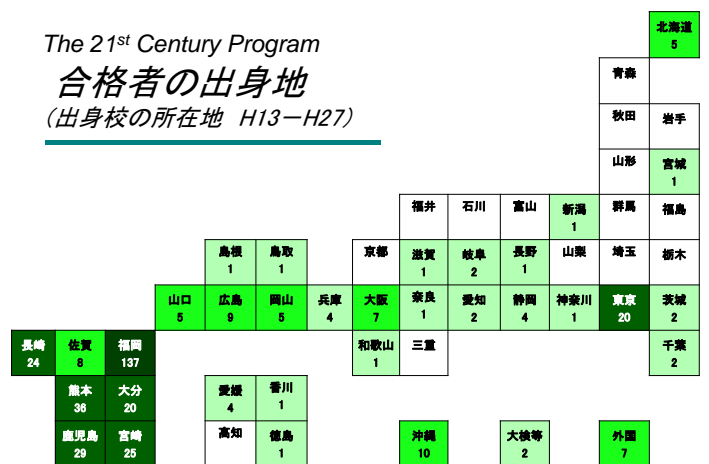 The 21st Century Program
合格者の出身地
(出身校の所在地 H13－H27)
北海道
5
青森
秋田 岩手
山形 宮城
1
福井 石川 富山 新潟 群馬 福島
1
島根 鳥取 京都 滋賀 岐阜 長野 山梨 埼玉 栃木
1 1 1 2 1
山口 広島 岡山 兵庫 大阪 奈良 愛知 静岡 神奈川 東京 茨城
5 9 5 4 7 1 2 4 1 20 2
長崎 佐賀 福岡 和歌山 三重 千葉
24 8 137 1 2
熊本 大分 愛媛 香川
36 20 4 1
鹿児島 宮崎 高知 徳島 沖縄 大検等 外国
29 25 1 10 2 7